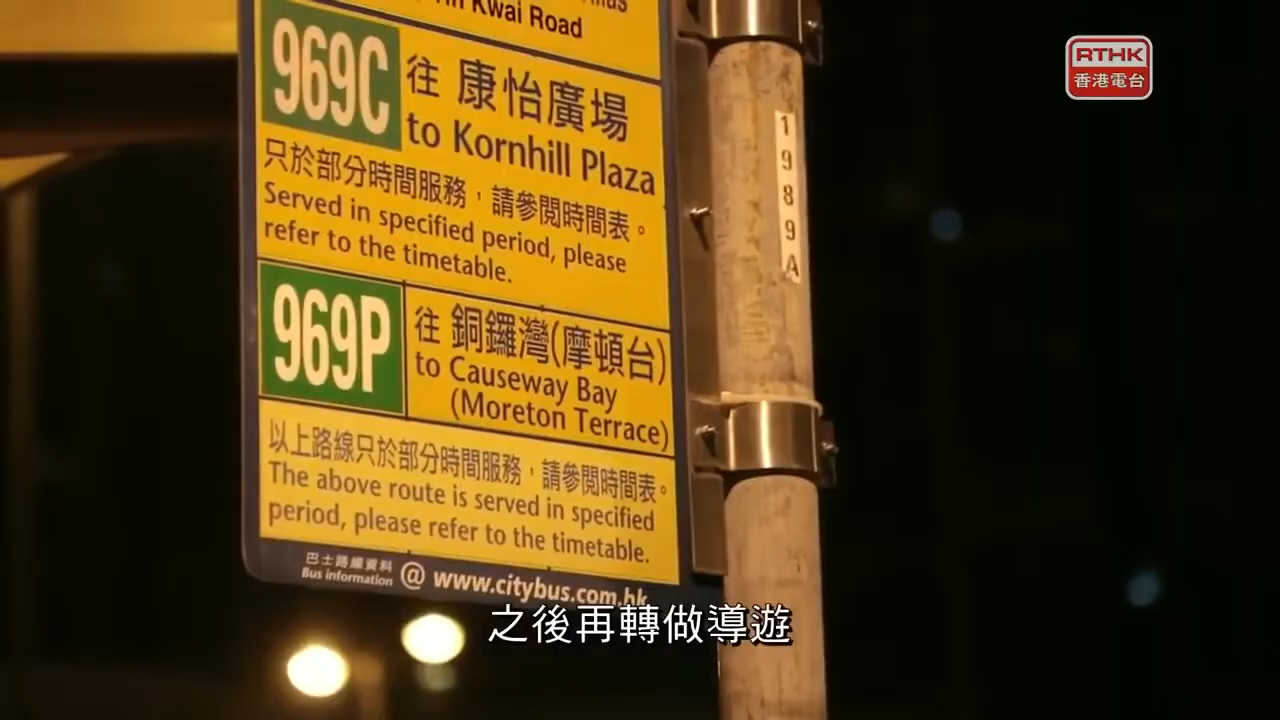 Kwai Road
969C
往 康怡廣場
to Kornhill Plaza
只於部分時間服務，請參閱時間表。
Served in specified period, please
refer to the timetable.
969P
往 銅鑼灣(摩頓台)
to Causeway Bay
(Moreton Terrace)
以上路線只於部分時間服務，請參閱時間表。
The above route is served in specified
period, please refer to the timetable.
巴士路線資料
Bus information @ www.citybus.com.hk
1989A
RTHK
香港電台
之後再轉做導遊